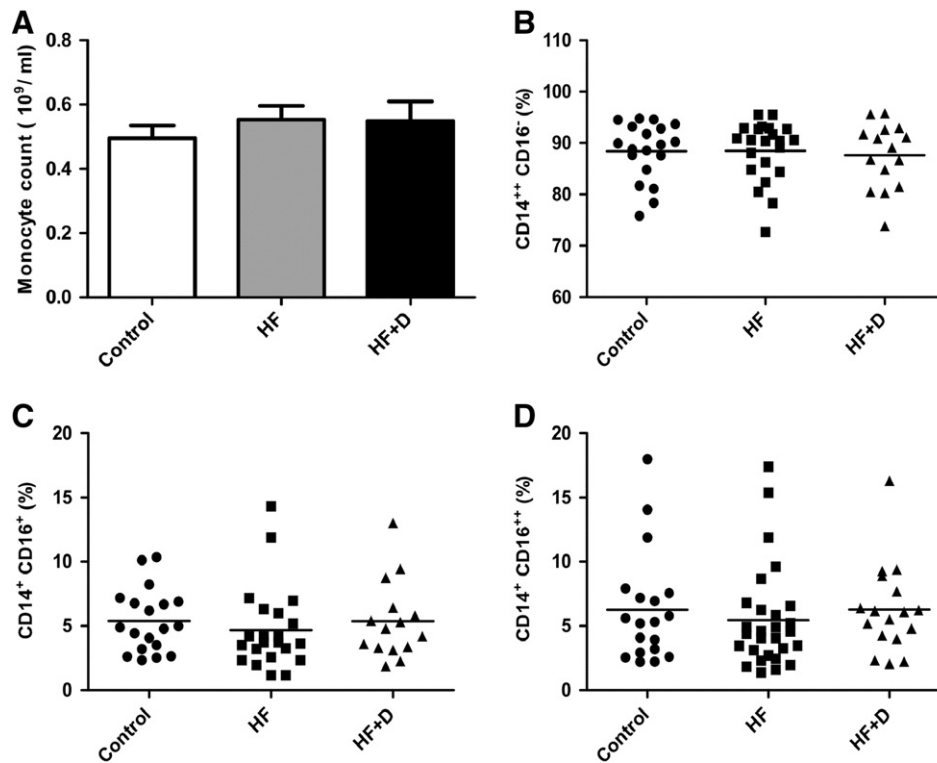 A
Monocyte count ( 10⁹/ ml)
0.8
0.6
0.4
0.2
0.0
Control
HF
HF+D
B
CD14⁺⁺ CD16⁻ (%)
110
100
90
80
70
60
Control
HF
HF+D
C
CD14⁺ CD16⁺ (%)
20
15
10
5
0
Control
HF
HF+D
D
CD14⁺ CD16⁺⁺ (%)
20
15
10
5
0
Control
HF
HF+D